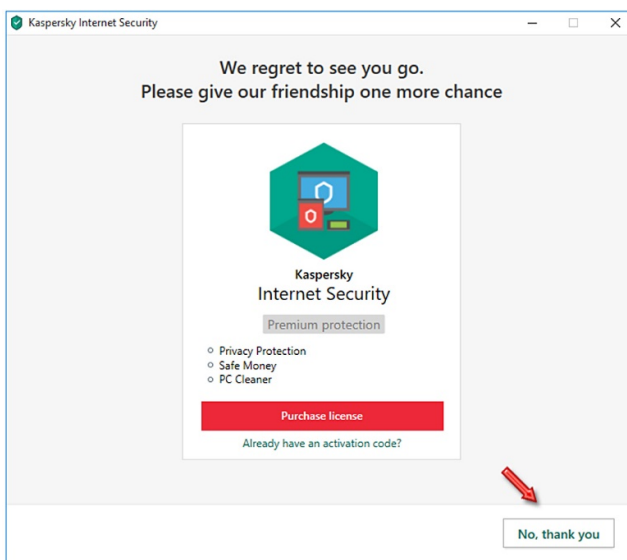 Kaspersky Internet Security
We regret to see you go.
Please give our friendship one more chance
Kaspersky
Internet Security
Premium protection
Privacy Protection
Safe Money
PC Cleaner
Purchase license
Already have an activation code?
No, thank you